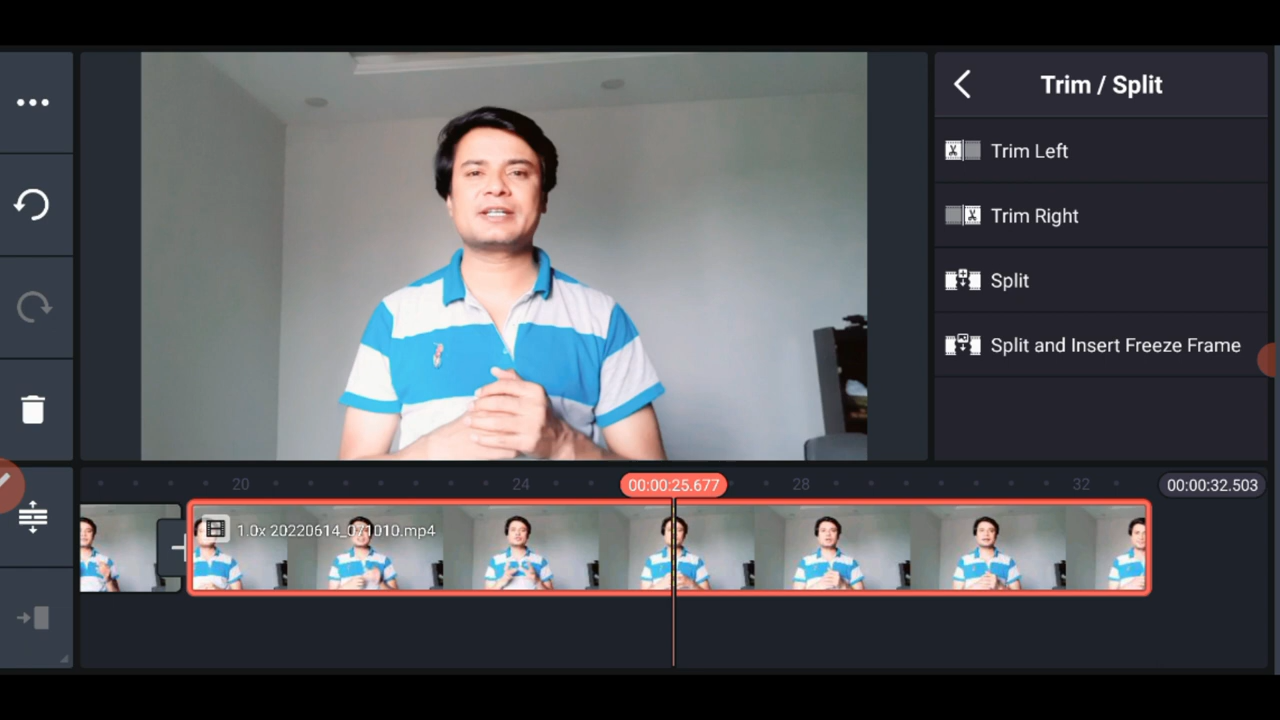 Trim / Split
Trim Left
Trim Right
Split
Split and Insert Freeze Frame
20
24
00:00:25.677
28
32
00:00:32.503
1.0x 20220614_071010.mp4